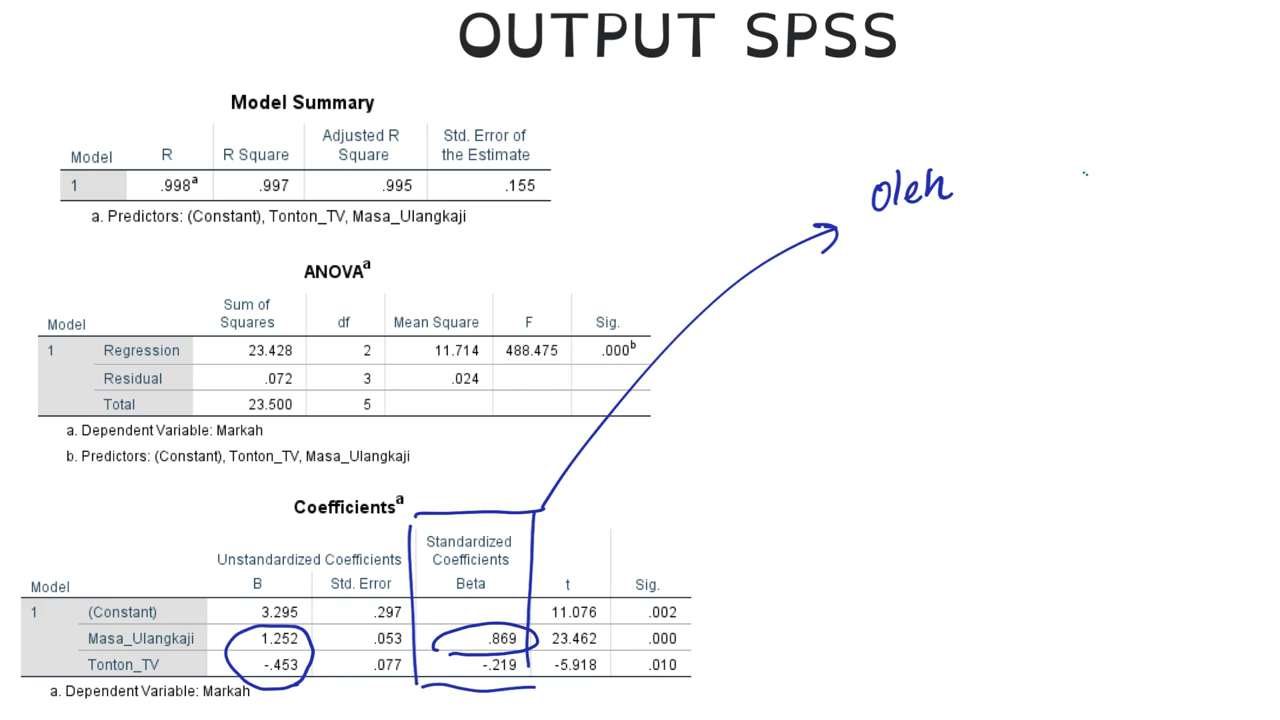 OUTPUT SPSS
Model Summary
Model R R Square Adjusted R Square Std. Error of the Estimate
1 .998a .997 .995 .155
a. Predictors: (Constant), Tonton_TV, Masa_Ulangkaji
oleh
ANOVAa
Model Sum of Squares df Mean Square F Sig.
1 Regression 23.428 2 11.714 488.475 .000b
Residual .072 3 .024
Total 23.500 5
a. Dependent Variable: Markah
b. Predictors: (Constant), Tonton_TV, Masa_Ulangkaji
Coefficientsa
Unstandardized Coefficients Standardized Coefficients
Model B Std. Error Beta t Sig.
1 (Constant) 3.295 .297 11.076 .002
Masa_Ulangkaji 1.252 .053 .869 23.462 .000
Tonton_TV -.453 .077 -.219 -5.918 .010
a. Dependent Variable: Markah